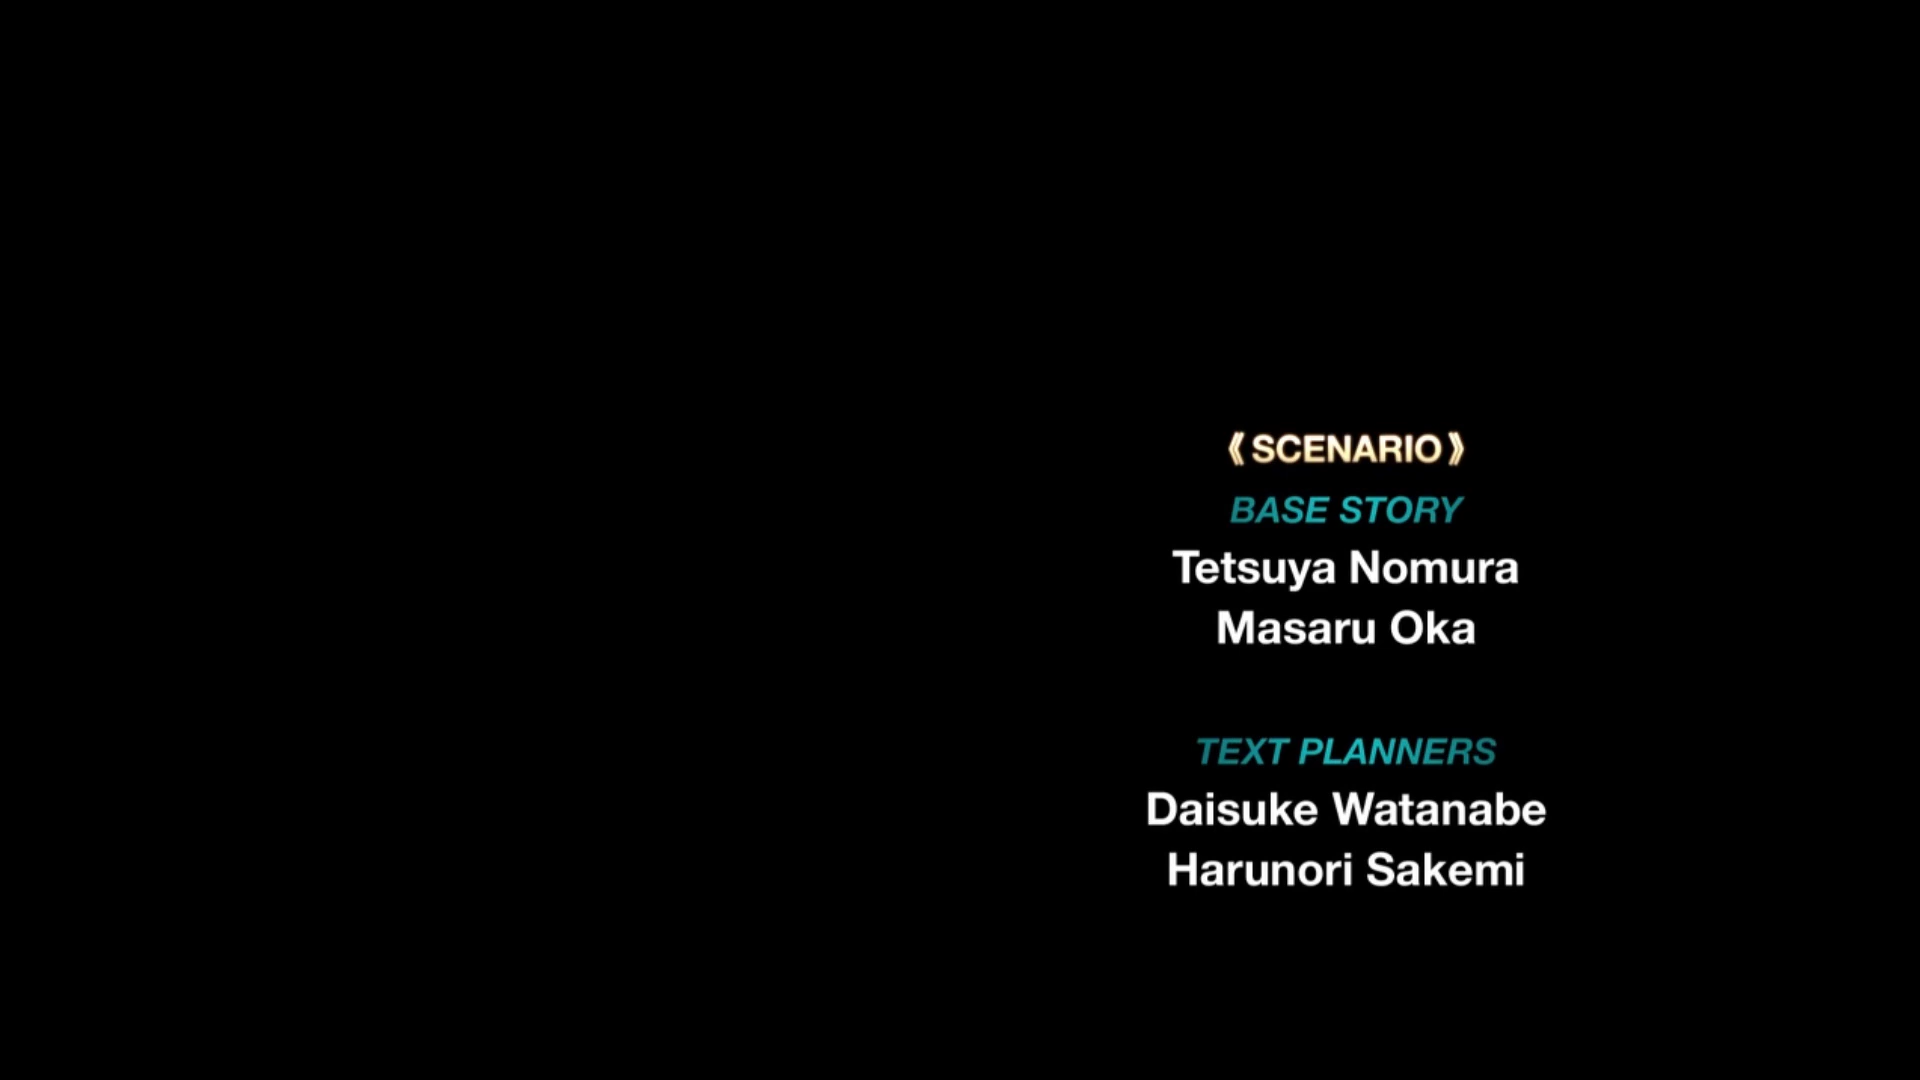 《SCENARIO》
BASE STORY
Tetsuya Nomura
Masaru Oka
TEXT PLANNERS
Daisuke Watanabe
Harunori Sakemi